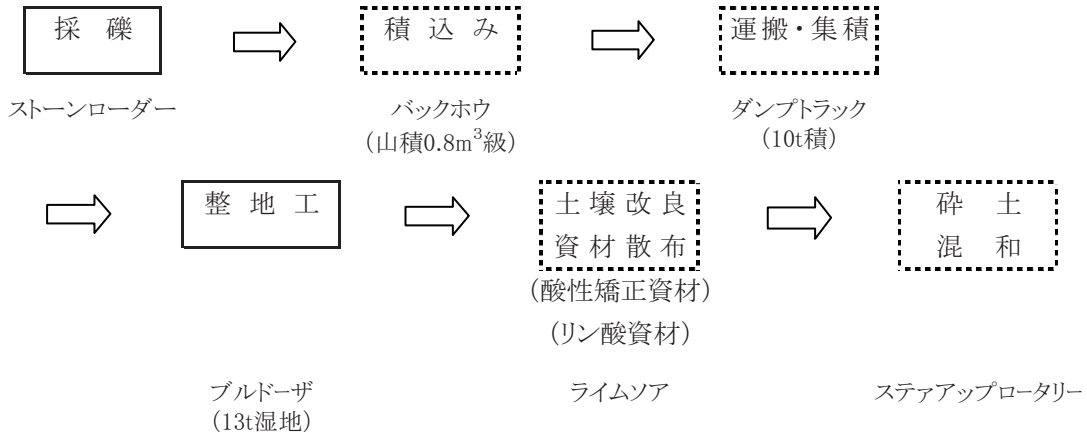 採 礫
積 込 み
運搬・集積
ストーンローダー
バックホウ
ダンプトラック
(山積0.8m³級)
(10t積)
整 地 工
土 壌 改 良
資 材 散 布
砕 土
混 和
(酸性矯正資材)
(リン酸資材)
ブルドーザ
ライムソア
ステァアップロータリー
(13t湿地)